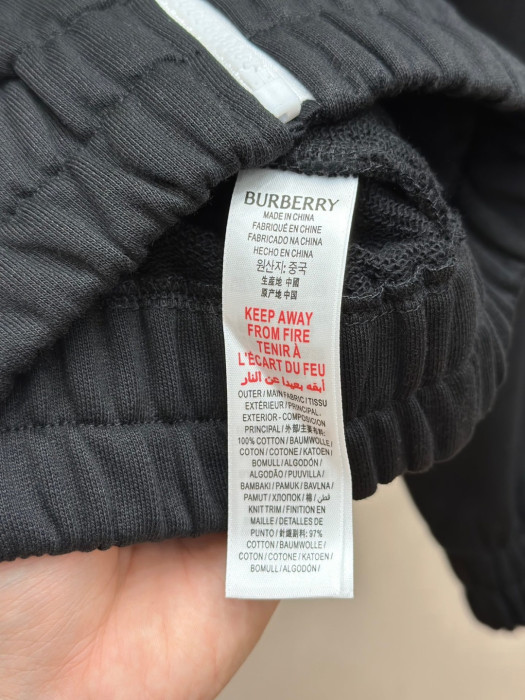 BURBERRY
MADE IN CHINA
FABRIQUÉ EN CHINE
FABRICADO NA CHINA
HECHO EN CHINA
원산지: 중국
生産地 中國
原产地 中国
KEEP AWAY
FROM FIRE
TENIR À
L'ÉCART DU FEU
أبقه بعيدا عن النار
OUTER / MAIN FABRIC / TISSU
EXTÉRIEUR / PRINCIPAL -
EXTERIOR - COMPOSICION
PRINCIPAL / 外部 / 主要布料:
100% COTTON / BAUMWOLLE /
COTON / COTONE / KATOEN /
BOMULL / ALGODÓN /
ALGODÃO / PUUVILLA /
BAMBAKI / PAMUK / BAVLNA /
PAMUT / ХЛОПОК / 棉 / قطن /
KNIT TRIM / FINITION EN
MAILLE / DETALLES DE
PUNTO / 針織副料: 97%
COTTON / BAUMWOLLE /
COTON / COTONE / KATOEN /
BOMULL / ALGODÓN /